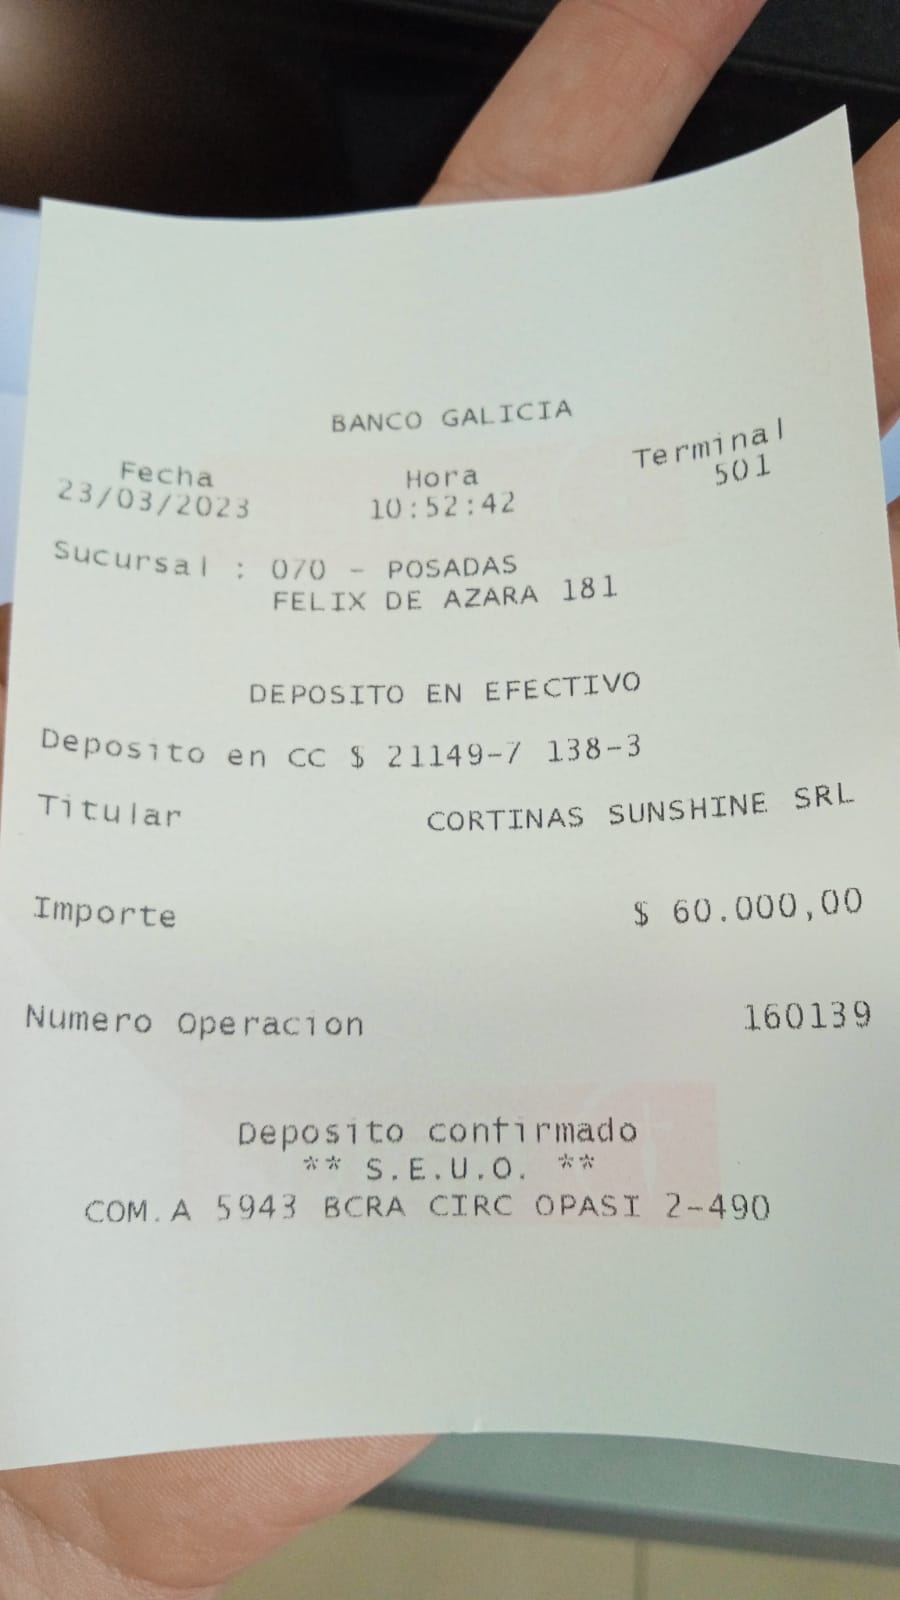 BANCO GALICIA
Fecha Hora Terminal
23/03/2023 10:52:42 501
Sucursal : 070 - POSADAS
FELIX DE AZARA 181
DEPOSITO EN EFECTIVO
Deposito en CC $ 21149-7 138-3
Titular CORTINAS SUNSHINE SRL
Importe $ 60.000,00
Numero Operacion 160139
Deposito confirmado
** S.E.U.O. **
COM.A 5943 BCRA CIRC OPASI 2-490